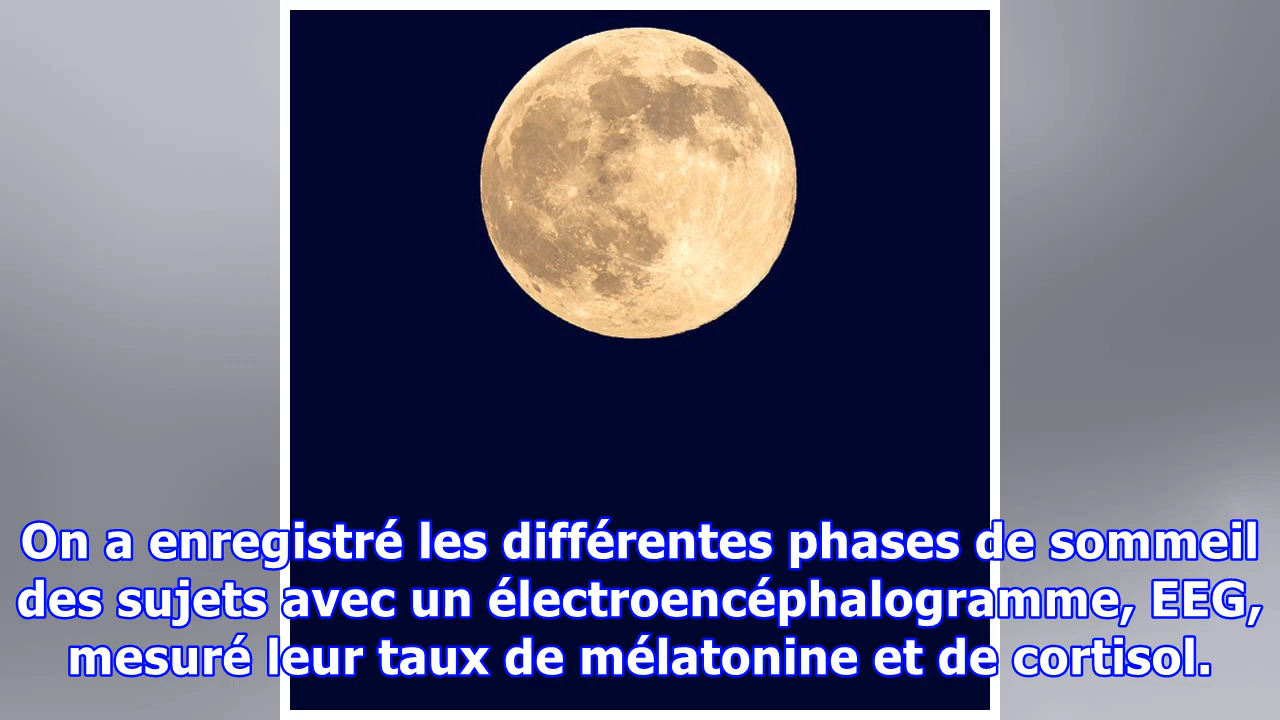 On a enregistré les différentes phases de sommeil
des sujets avec un électroencéphalogramme, EEG,
mesuré leur taux de mélatonine et de cortisol.